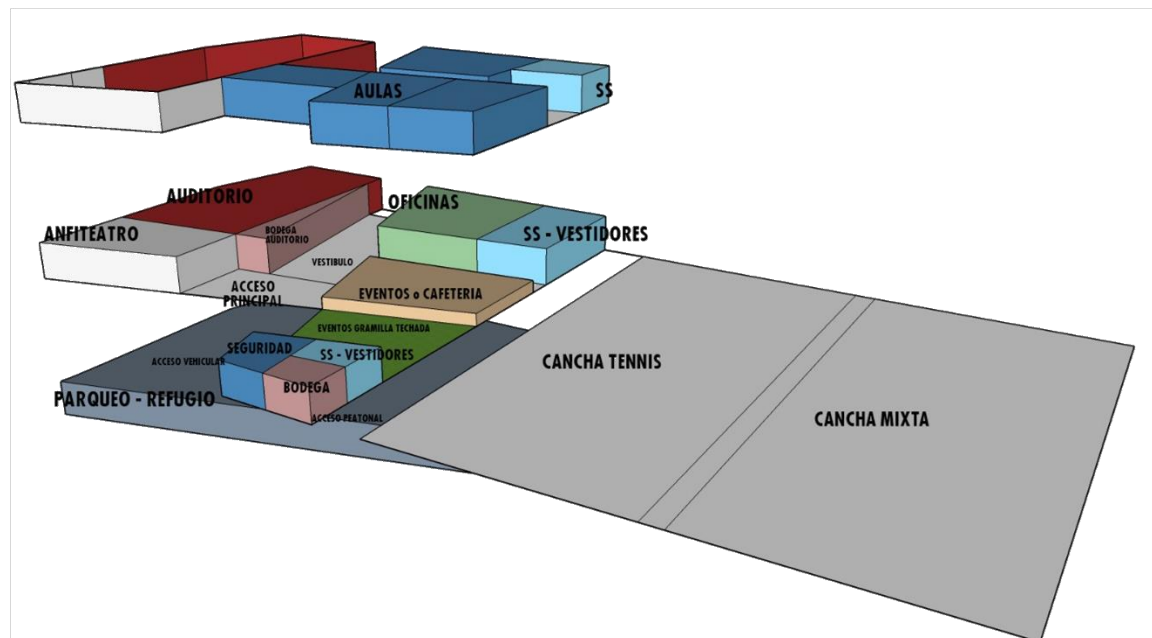 AULAS
SS
AUDITORIO
OFICINAS
ANFITEATRO
BODEGA
AUDITORIO
SS - VESTIDORES
VESTIBULO
ACCESO
PRINCIPAL
EVENTOS o CAFETERIA
EVENTOS GRAMILLA TECHADA
SEGURIDAD
SS - VESTIDORES
ACCESO VEHICULAR
CANCHA TENNIS
BODEGA
PARQUEO - REFUGIO
ACCESO PEATONAL
CANCHA MIXTA